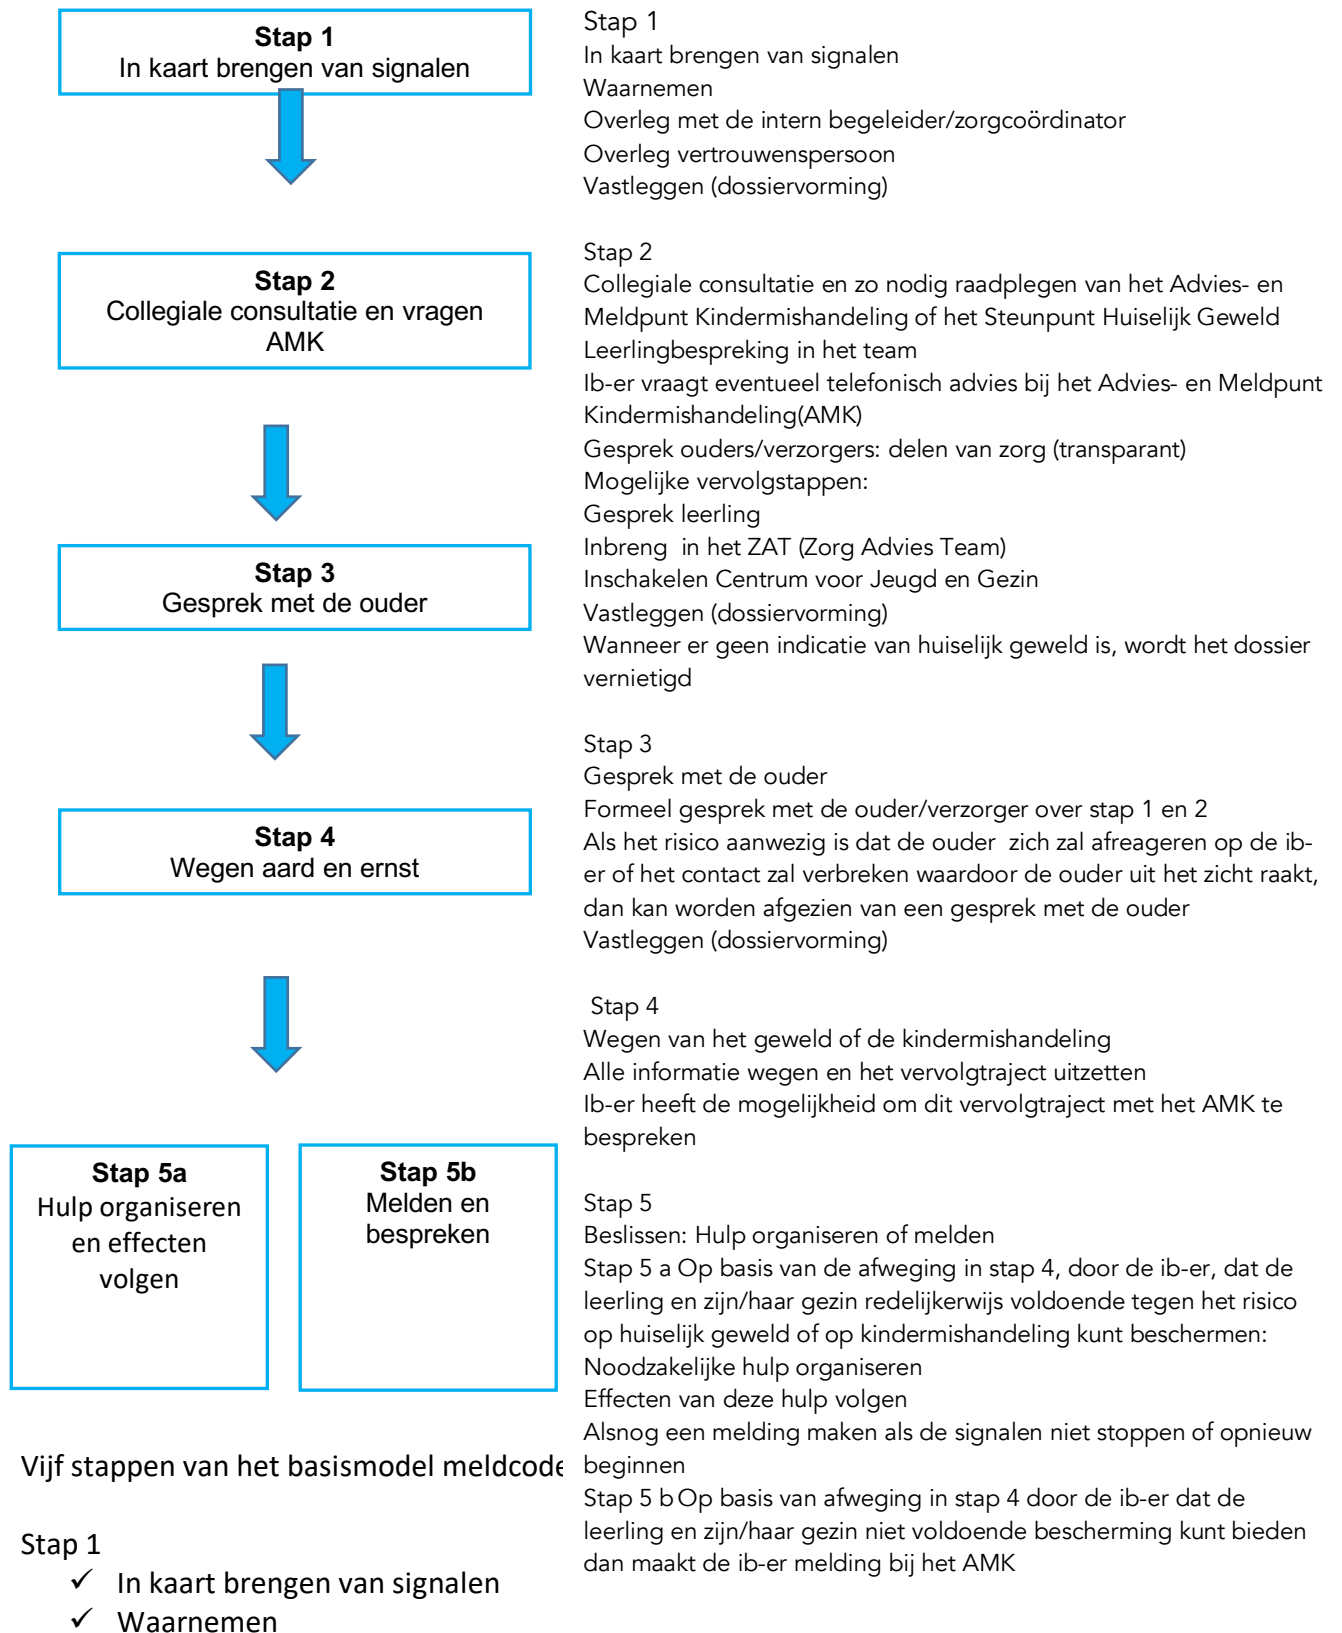 Stap 1
In kaart brengen van signalen
Stap 2
Collegiale consultatie en vragen
AMK
Stap 3
Gesprek met de ouder
Stap 4
Wegen aard en ernst
Stap 5a
Hulp organiseren
en effecten
volgen
Stap 5b
Melden en
bespreken
Vijf stappen van het basismodel meldcode
Stap 1
✓ In kaart brengen van signalen
✓ Waarnemen
Stap 1
In kaart brengen van signalen
Waarnemen
Overleg met de intern begeleider/zorgcoördinator
Overleg vertrouwenspersoon
Vastleggen (dossiervorming)
Stap 2
Collegiale consultatie en zo nodig raadplegen van het Advies- en
Meldpunt Kindermishandeling of het Steunpunt Huiselijk Geweld
Leerlingbespreking in het team
Ib-er vraagt eventueel telefonisch advies bij het Advies- en Meldpunt
Kindermishandeling(AMK)
Gesprek ouders/verzorgers: delen van zorg (transparant)
Mogelijke vervolgstappen:
Gesprek leerling
Inbreng  in het ZAT (Zorg Advies Team)
Inschakelen Centrum voor Jeugd en Gezin
Vastleggen (dossiervorming)
Wanneer er geen indicatie van huiselijk geweld is, wordt het dossier
vernietigd
Stap 3
Gesprek met de ouder
Formeel gesprek met de ouder/verzorger over stap 1 en 2
Als het risico aanwezig is dat de ouder  zich zal afreageren op de ib-
er of het contact zal verbreken waardoor de ouder uit het zicht raakt,
dan kan worden afgezien van een gesprek met de ouder
Vastleggen (dossiervorming)
Stap 4
Wegen van het geweld of de kindermishandeling
Alle informatie wegen en het vervolgtraject uitzetten
Ib-er heeft de mogelijkheid om dit vervolgtraject met het AMK te
bespreken
Stap 5
Beslissen: Hulp organiseren of melden
Stap 5 a Op basis van de afweging in stap 4, door de ib-er, dat de
leerling en zijn/haar gezin redelijkerwijs voldoende tegen het risico
op huiselijk geweld of op kindermishandeling kunt beschermen:
Noodzakelijke hulp organiseren
Effecten van deze hulp volgen
Alsnog een melding maken als de signalen niet stoppen of opnieuw
beginnen
Stap 5 b Op basis van afweging in stap 4 door de ib-er dat de
leerling en zijn/haar gezin niet voldoende bescherming kunt bieden
dan maakt de ib-er melding bij het AMK